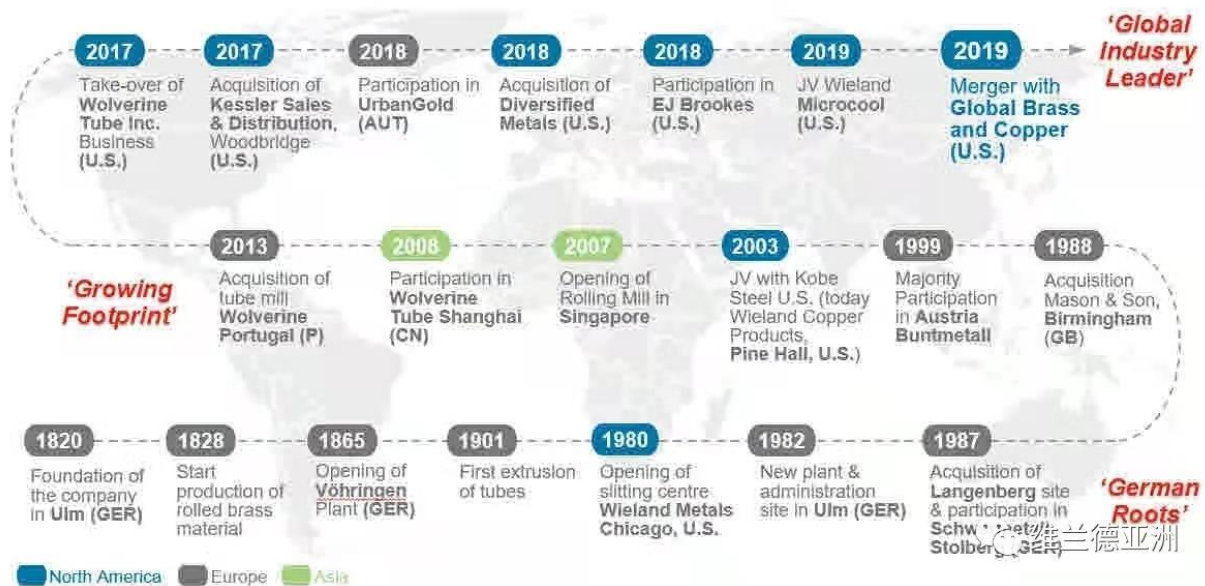 2017
Take-over of
Wolverine
Tube Inc.
Business
(U.S.)
2017
Acquisition of
Kessler Sales
& Distribution,
Woodbridge
(U.S.)
2018
Participation in
UrbanGold
(AUT)
2018
Acquisition of
Diversified
Metals (U.S.)
2018
Participation in
EJ Brookes
(U.S.)
2019
JV Wieland
Microcool
(U.S.)
2019
Merger with
Global Brass
and Copper
(U.S.)
'Global
Industry
Leader'
'Growing
Footprint'
2013
Acquisition of
tube mill
Wolverine
Portugal (P)
2008
Participation in
Wolverine
Tube Shanghai
(CN)
2007
Opening of
Rolling Mill in
Singapore
2003
JV with Kobe
Steel U.S. (today
Wieland Copper
Products,
Pine Hall, U.S.)
1999
Majority
Participation
in Austria
Buntmetall
1988
Acquisition
Mason & Son,
Birmingham
(GB)
1820
Foundation of
the company
in Ulm (GER)
1828
Start
production of
rolled brass
material
1865
Opening of
Vöhringen
Plant (GER)
1901
First extrusion
of tubes
1980
Opening of
slitting centre
Wieland Metals
Chicago, U.S.
1982
New plant &
administration
site in Ulm (GER)
1987
Acquisition of
Langenberg site
& participation in
Stolberg (GER)
'German
Roots'
维兰德亚洲
North America
Europe
Asia